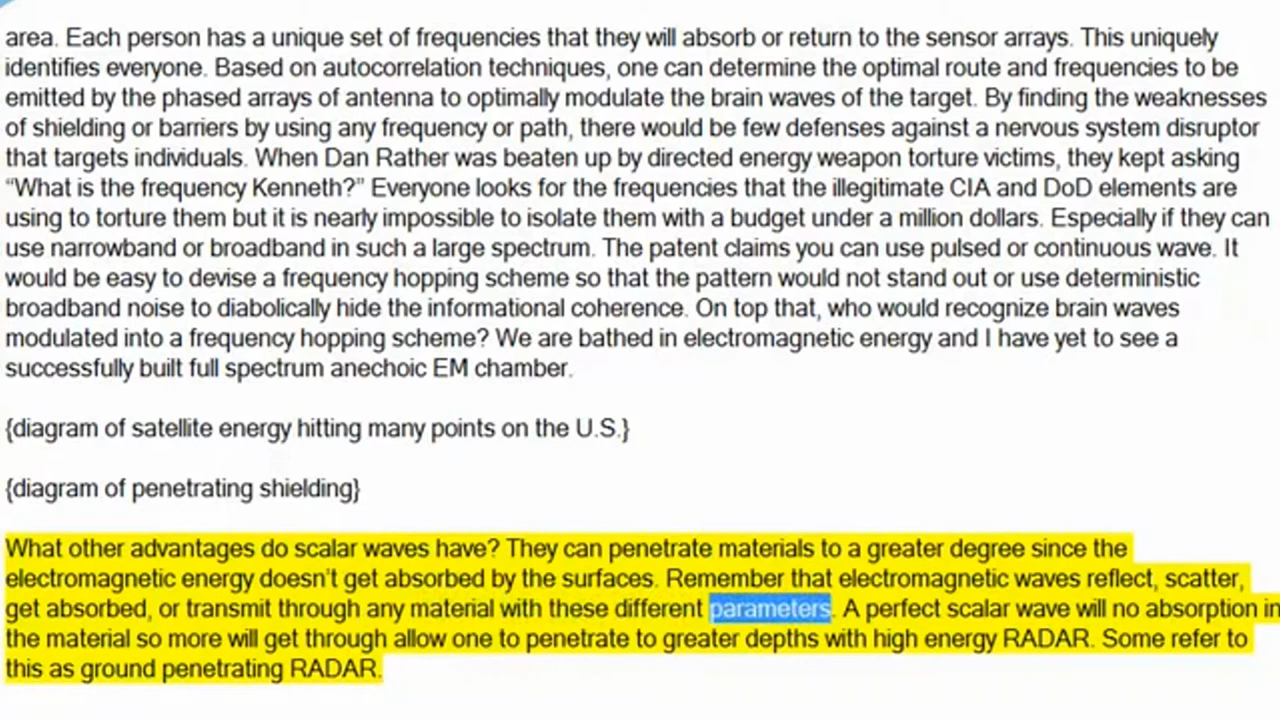 area. Each person has a unique set of frequencies that they will absorb or return to the sensor arrays. This uniquely
identifies everyone. Based on autocorrelation techniques, one can determine the optimal route and frequencies to be
emitted by the phased arrays of antenna to optimally modulate the brain waves of the target. By finding the weaknesses
of shielding or barriers by using any frequency or path, there would be few defenses against a nervous system disruptor
that targets individuals. When Dan Rather was beaten up by directed energy weapon torture victims, they kept asking
“What is the frequency Kenneth?” Everyone looks for the frequencies that the illegitimate CIA and DoD elements are
using to torture them but it is nearly impossible to isolate them with a budget under a million dollars. Especially if they can
use narrowband or broadband in such a large spectrum. The patent claims you can use pulsed or continuous wave. It
would be easy to devise a frequency hopping scheme so that the pattern would not stand out or use deterministic
broadband noise to diabolically hide the informational coherence. On top that, who would recognize brain waves
modulated into a frequency hopping scheme? We are bathed in electromagnetic energy and I have yet to see a
successfully built full spectrum anechoic EM chamber.
{diagram of satellite energy hitting many points on the U.S.}
{diagram of penetrating shielding}
What other advantages do scalar waves have? They can penetrate materials to a greater degree since the
electromagnetic energy doesn’t get absorbed by the surfaces. Remember that electromagnetic waves reflect, scatter,
get absorbed, or transmit through any material with these different parameters. A perfect scalar wave will no absorption in
the material so more will get through allow one to penetrate to greater depths with high energy RADAR. Some refer to
this as ground penetrating RADAR.